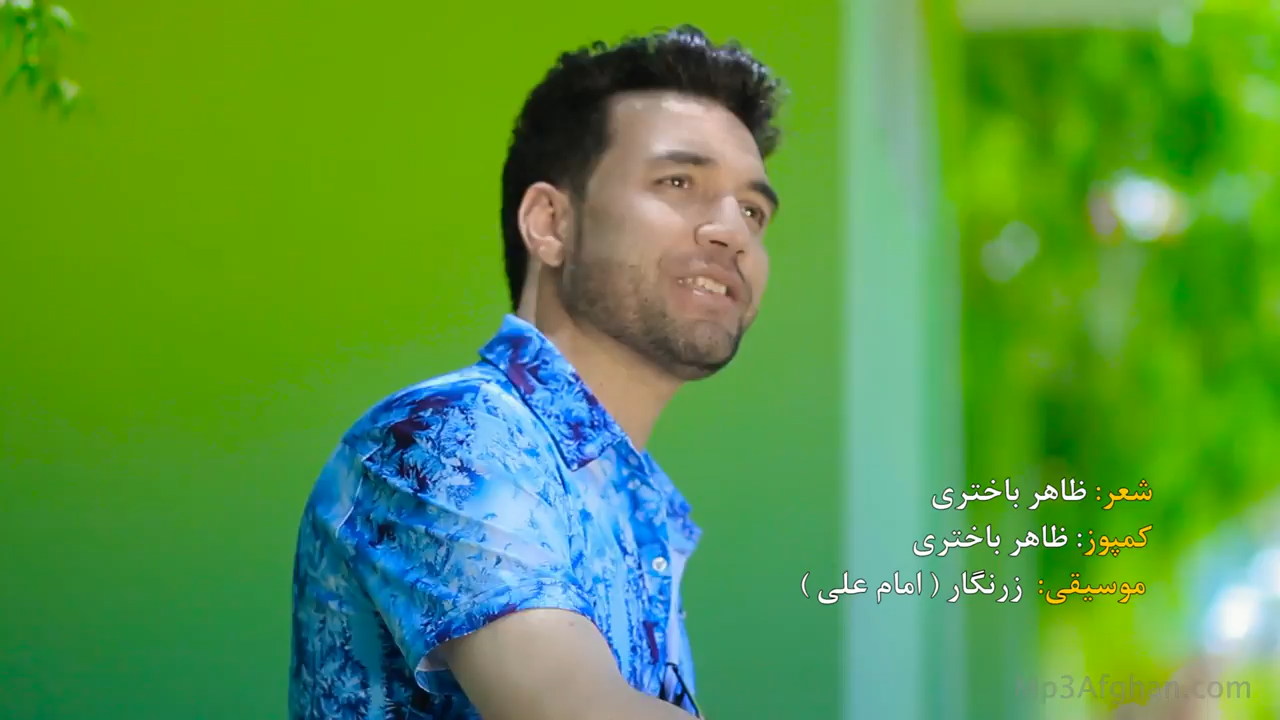 شعر: ظاهر باختری
کمپوز: ظاهر باختری
موسیقی: زرنگار ( امام علی )
Mp3Afghan.com